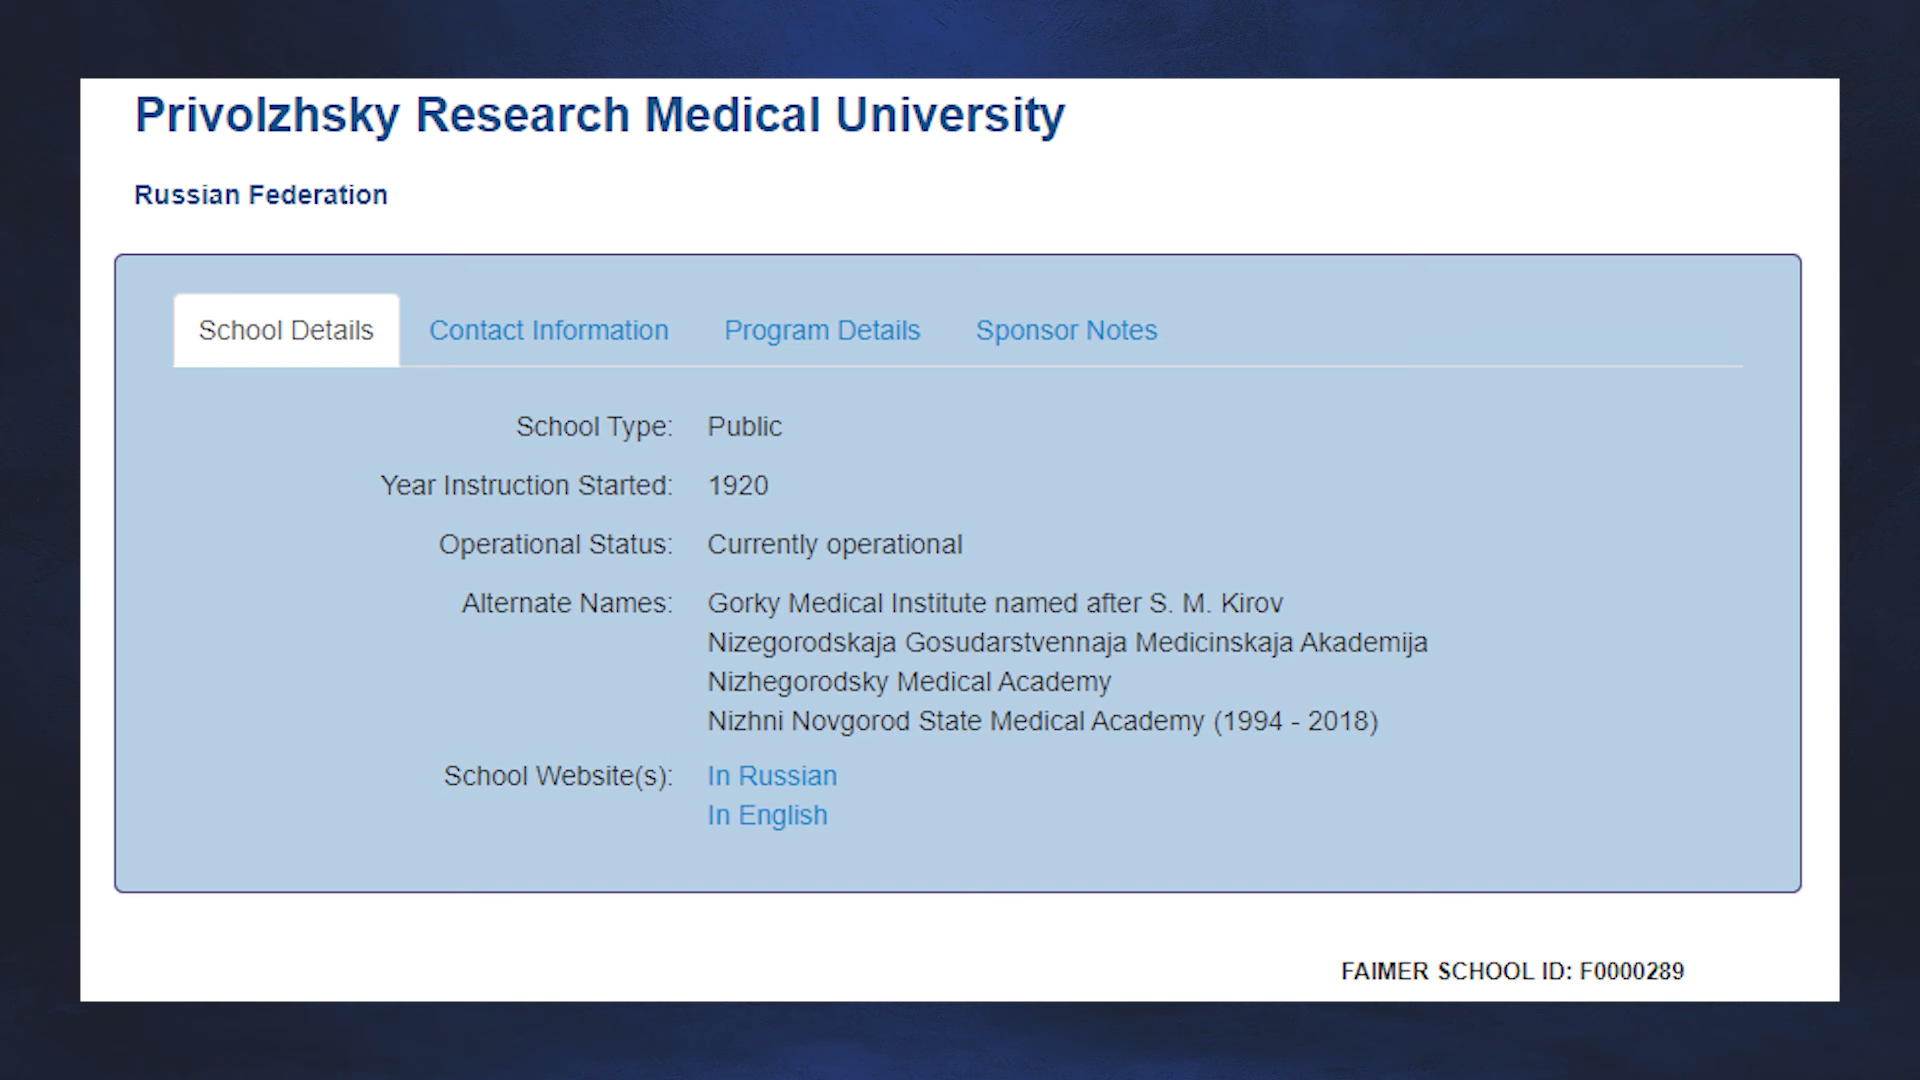 Privolzhsky Research Medical University
Russian Federation
School Details Contact Information Program Details Sponsor Notes
School Type: Public
Year Instruction Started: 1920
Operational Status: Currently operational
Alternate Names: Gorky Medical Institute named after S. M. Kirov
Nizegorodskaja Gosudarstvennaja Medicinskaja Akademija
Nizhegorodsky Medical Academy
Nizhni Novgorod State Medical Academy (1994 - 2018)
School Website(s): In Russian
In English
FAIMER SCHOOL ID: F0000289